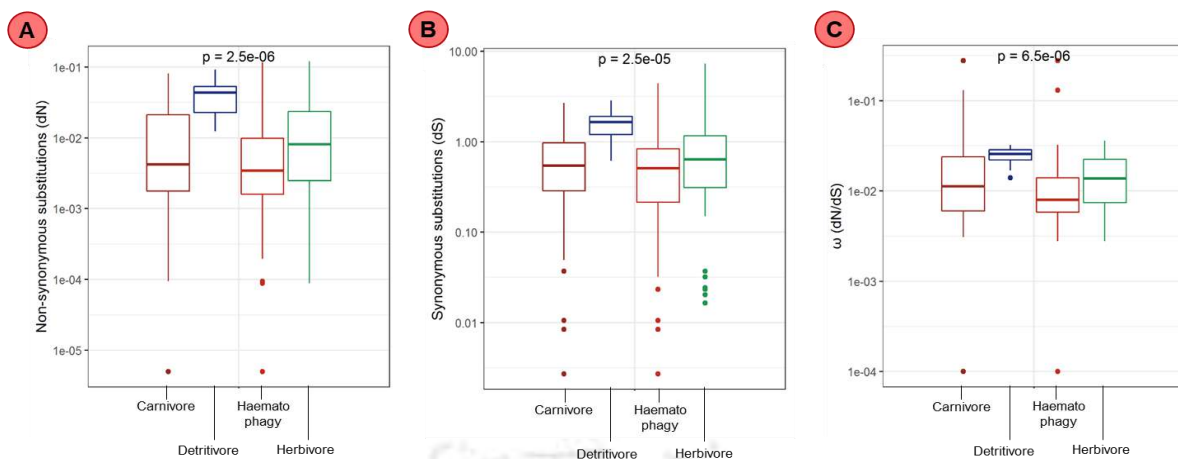 A
p = 2.5e-06
Non-synonymous substitutions (dN)
1e-01
1e-02
1e-03
1e-04
1e-05
Carnivore
Detritivore
Haemato
phagy
Herbivore
B
p = 2.5e-05
Synonymous substitutions (dS)
10.00
1.00
0.10
0.01
Carnivore
Detritivore
Haemato
phagy
Herbivore
C
p = 6.5e-06
ω (dN/dS)
1e-01
1e-02
1e-03
1e-04
Carnivore
Detritivore
Haemato
phagy
Herbivore